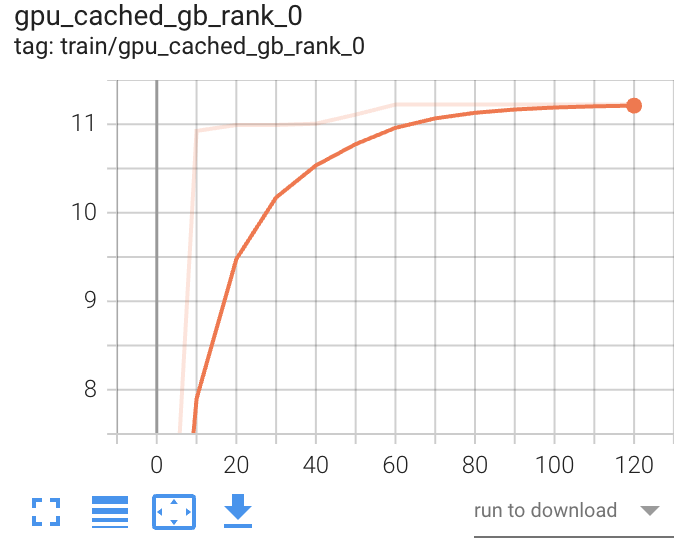 gpu_cached_gb_rank_0
tag: train/gpu_cached_gb_rank_0
11
10
9
8
0 20 40 60 80 100 120
run to download